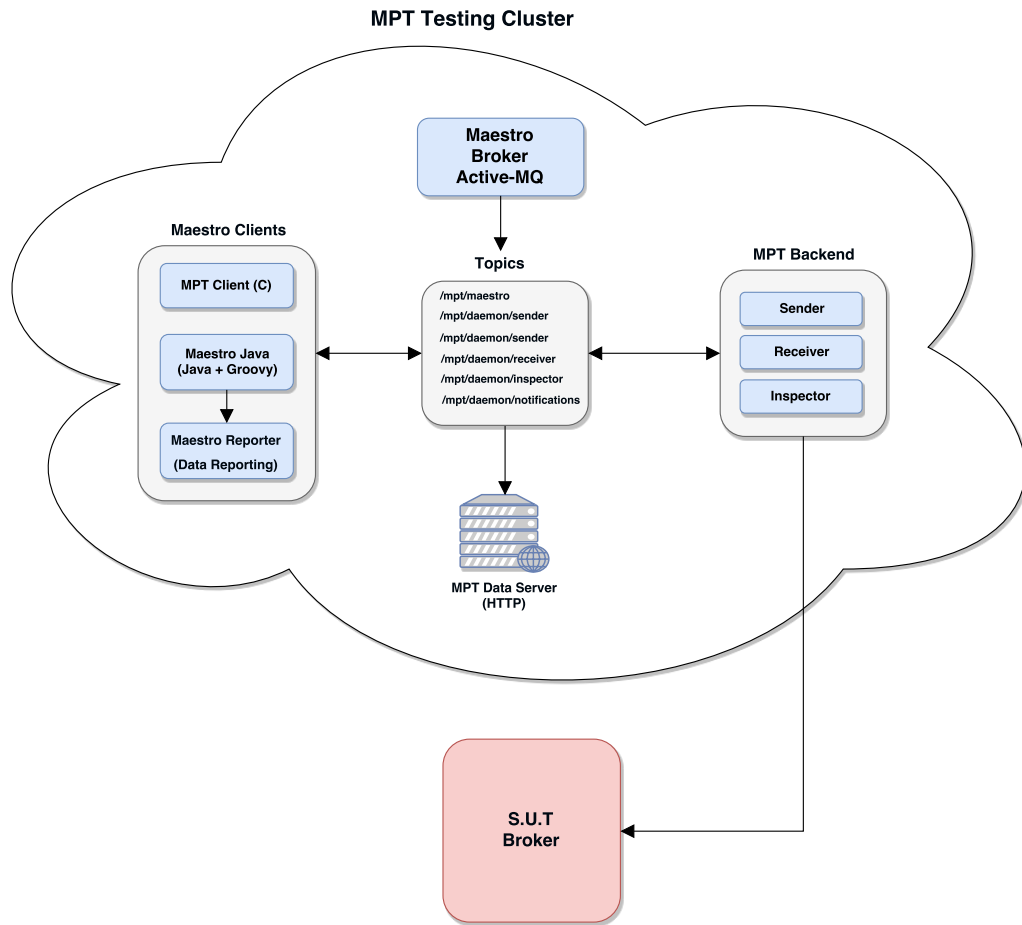 MPT Testing Cluster
Maestro
Broker
Active-MQ
Maestro Clients
MPT Client (C)
Maestro Java
(Java + Groovy)
Maestro Reporter
(Data Reporting)
Topics
/mpt/maestro
/mpt/daemon/sender
/mpt/daemon/sender
/mpt/daemon/receiver
/mpt/daemon/inspector
/mpt/daemon/notifications
MPT Backend
Sender
Receiver
Inspector
MPT Data Server
(HTTP)
S.U.T
Broker